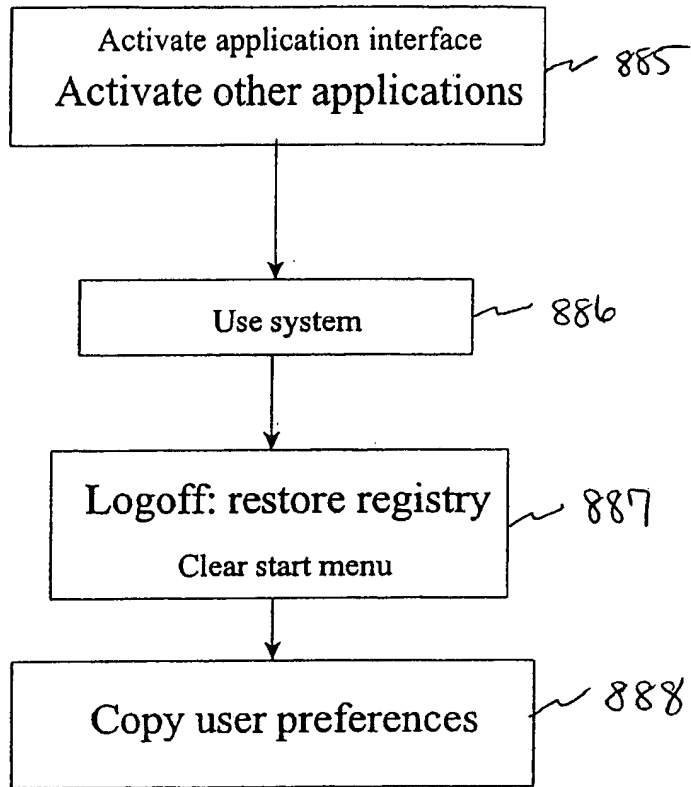 Activate application interface
Activate other applications
885
Use system
886
Logoff: restore registry
Clear start menu
887
Copy user preferences
888